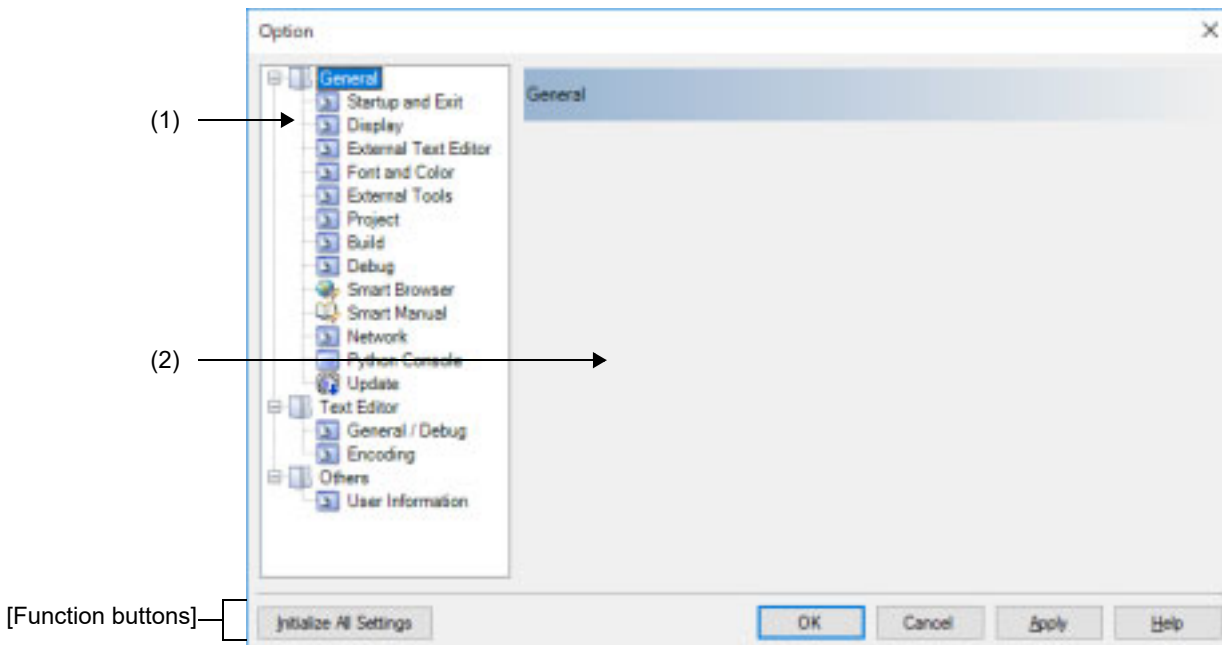 Option
General
General
Startup and Exit
(1)
Display
External Text Editor
Font and Color
External Tools
Project
Build
Debug
Smart Browser
Smart Manual
Network
(2)
Python Console
Update
Text Editor
General / Debug
Encoding
Others
User Information
[Function buttons]
Initialize All Settings
OK
Cancel
Apply
Help